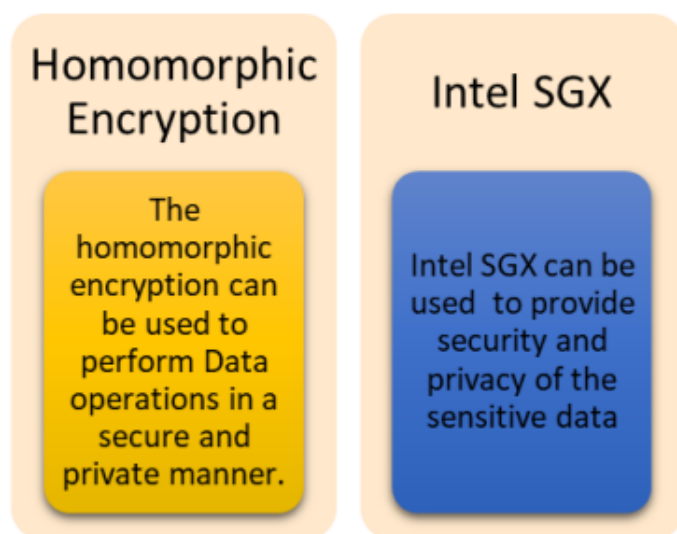 Homomorphic
Encryption
The
homomorphic
encryption can
be used to
perform Data
operations in a
secure and
private manner.
Intel SGX
Intel SGX can be
used  to provide
security and
privacy of the
sensitive data